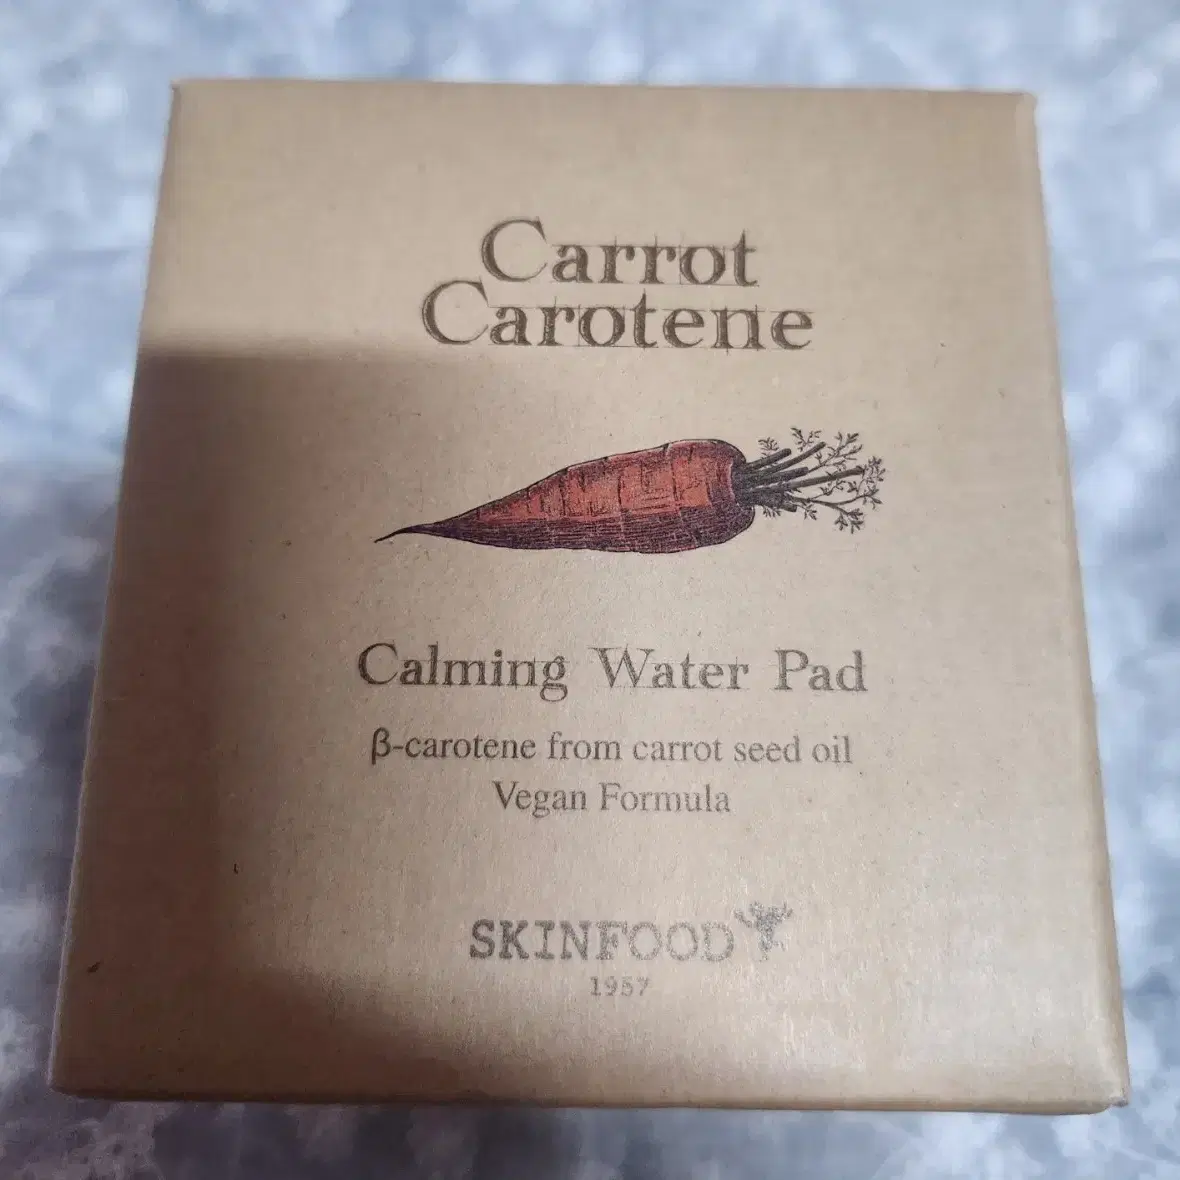 Carrot
Carotene
Calming Water Pad
β-carotene from carrot seed oil
Vegan Formula
SKINFOOD
1957